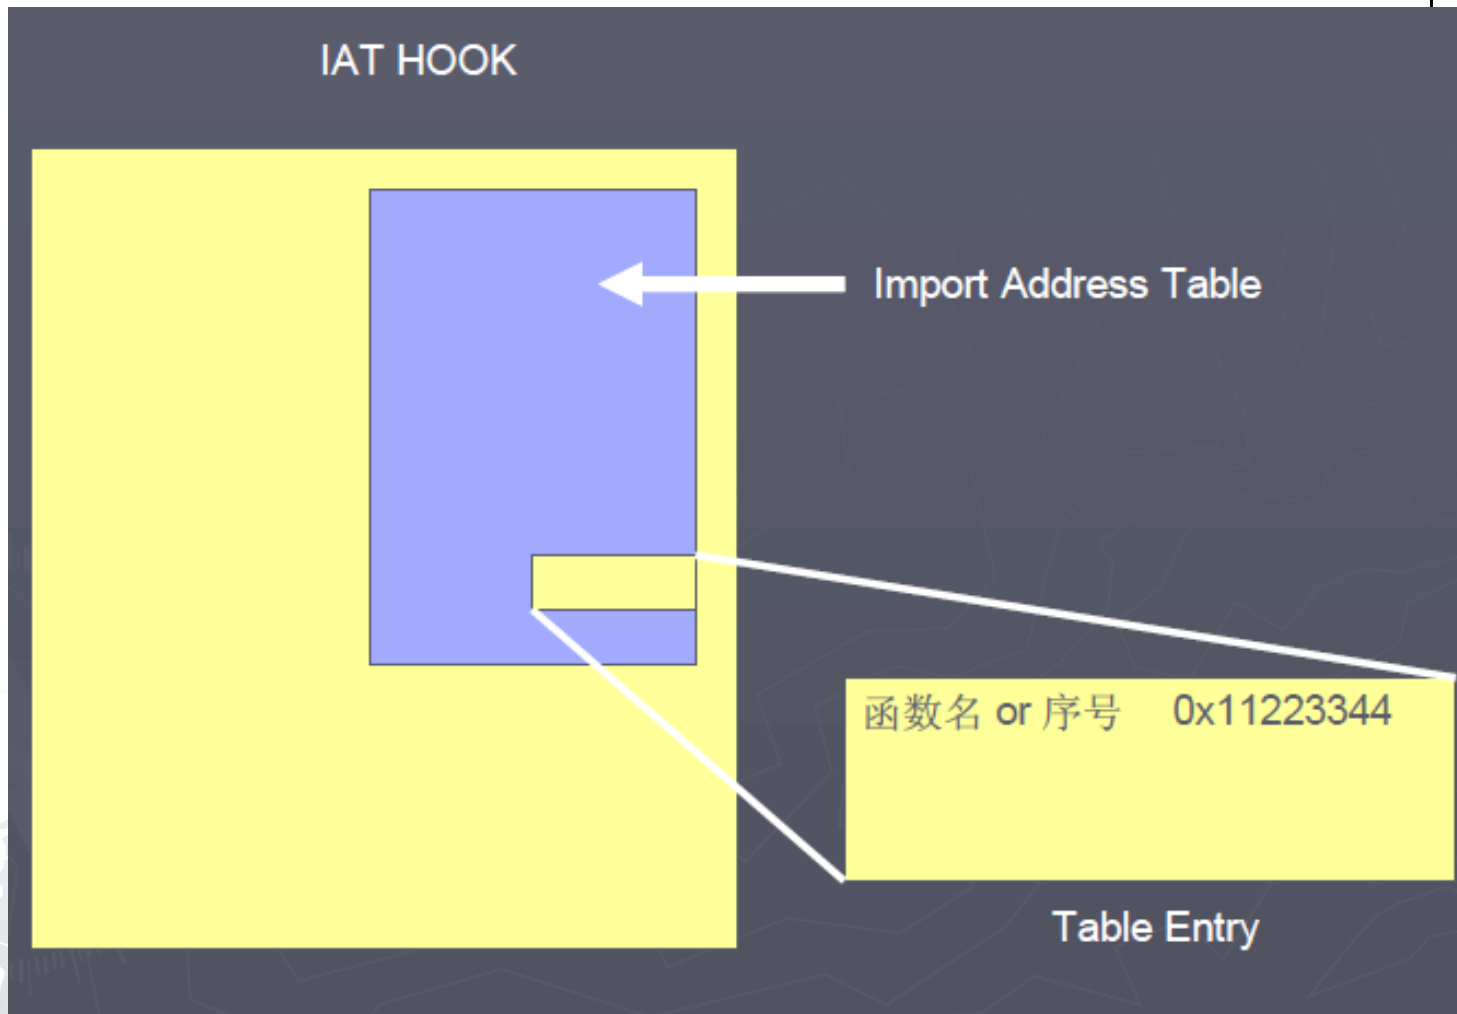 IAT HOOK
Import Address Table
函数名 or 序号 0x11223344
Table Entry